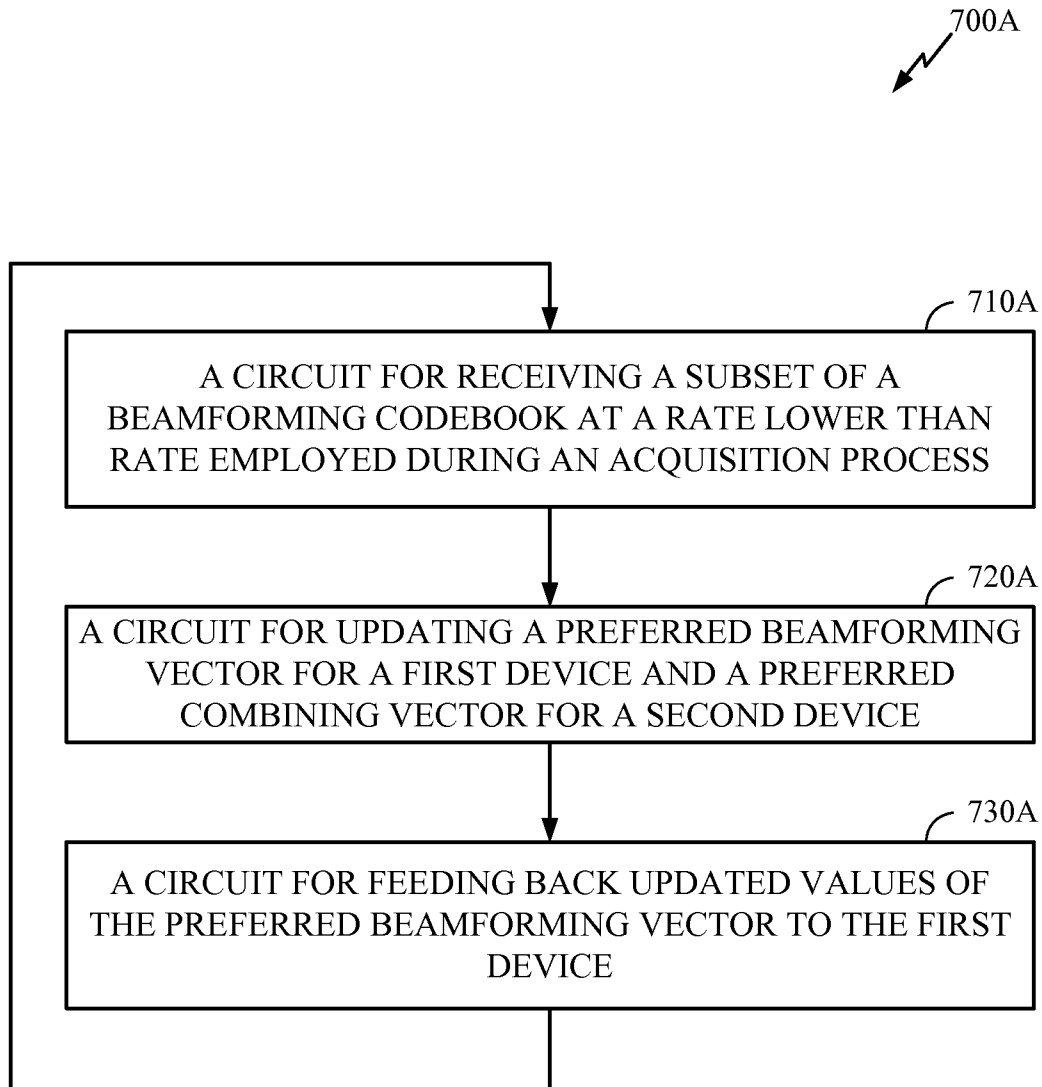 700A
710A
A CIRCUIT FOR RECEIVING A SUBSET OF A
BEAMFORMING CODEBOOK AT A RATE LOWER THAN
RATE EMPLOYED DURING AN ACQUISITION PROCESS
720A
A CIRCUIT FOR UPDATING A PREFERRED BEAMFORMING
VECTOR FOR A FIRST DEVICE AND A PREFERRED
COMBINING VECTOR FOR A SECOND DEVICE
730A
A CIRCUIT FOR FEEDING BACK UPDATED VALUES OF
THE PREFERRED BEAMFORMING VECTOR TO THE FIRST
DEVICE